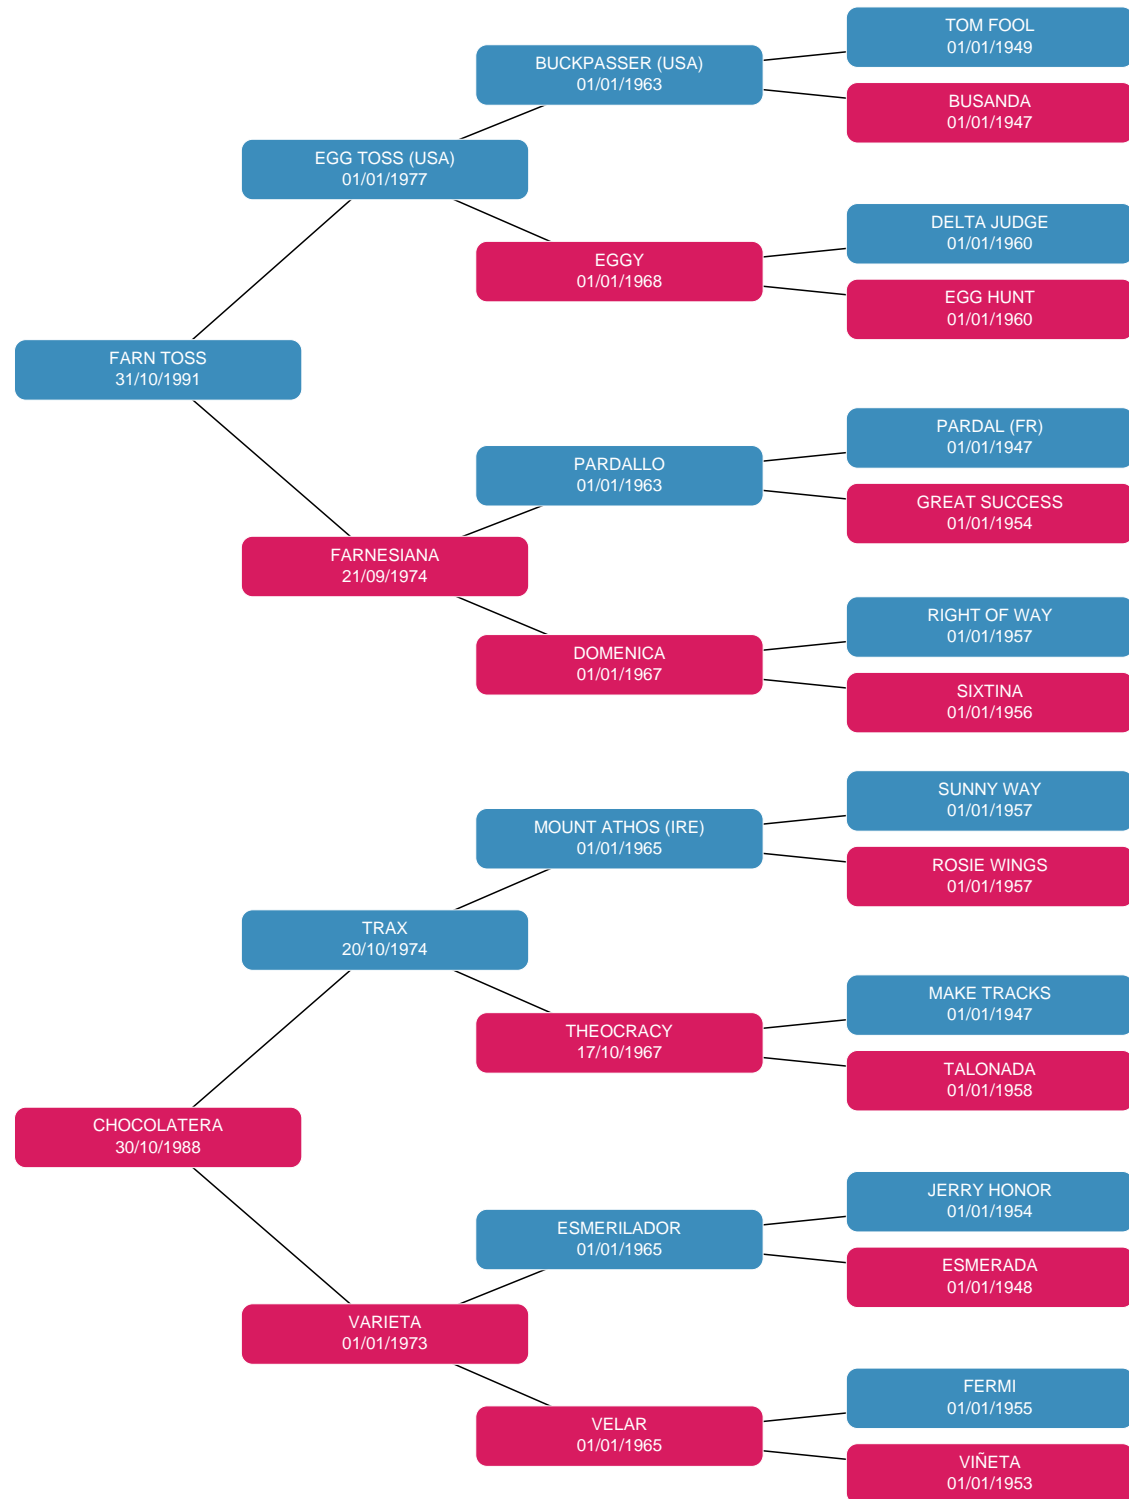 TOM FOOL
01/01/1949
BUCKPASSER (USA)
01/01/1963
BUSANDA
01/01/1947
EGG TOSS (USA)
01/01/1977
DELTA JUDGE
01/01/1960
EGGY
01/01/1968
EGG HUNT
01/01/1960
FARN TOSS
31/10/1991
PARDAL (FR)
01/01/1947
PARDALLO
01/01/1963
GREAT SUCCESS
01/01/1954
FARNESIANA
21/09/1974
RIGHT OF WAY
01/01/1957
DOMENICA
01/01/1967
SIXTINA
01/01/1956
SUNNY WAY
01/01/1957
MOUNT ATHOS (IRE)
01/01/1965
ROSIE WINGS
01/01/1957
TRAX
20/10/1974
MAKE TRACKS
01/01/1947
THEOCRACY
17/10/1967
TALONADA
01/01/1958
CHOCOLATERA
30/10/1988
JERRY HONOR
01/01/1954
ESMERILADOR
01/01/1965
ESMERADA
01/01/1948
VARIETA
01/01/1973
FERMI
01/01/1955
VELAR
01/01/1965
VIÑETA
01/01/1953